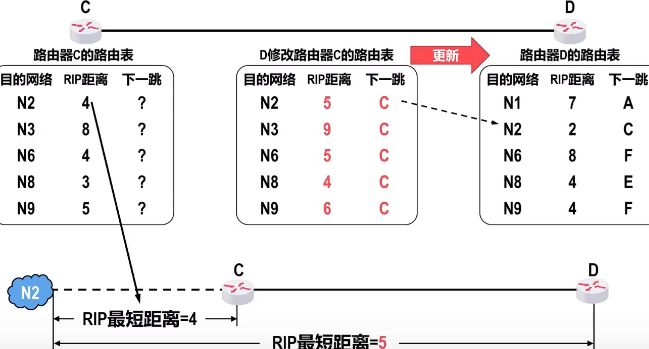 C D
路由器C的路由表 D修改路由器C的路由表 更新 路由器D的路由表
目的网络 RIP距离 下一跳 目的网络 RIP距离 下一跳 目的网络 RIP距离 下一跳
N2 4 ? N2 5 C N1 7 A
N3 8 ? N3 9 C N2 2 C
N6 4 ? N6 5 C N6 8 F
N8 3 ? N8 4 C N8 4 E
N9 5 ? N9 6 C N9 4 F
C D
N2
RIP最短距离=4
RIP最短距离=5